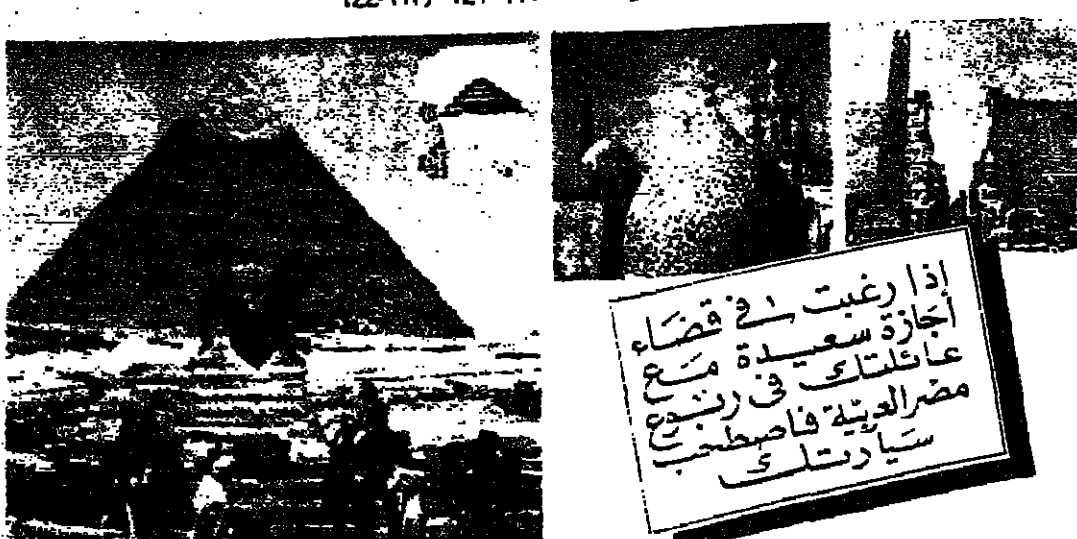 إذا رغبت في قضاء
أجازة سعيدة مع
عائلتك في ربوع
مصر العربية فاصطحب
سيارتك